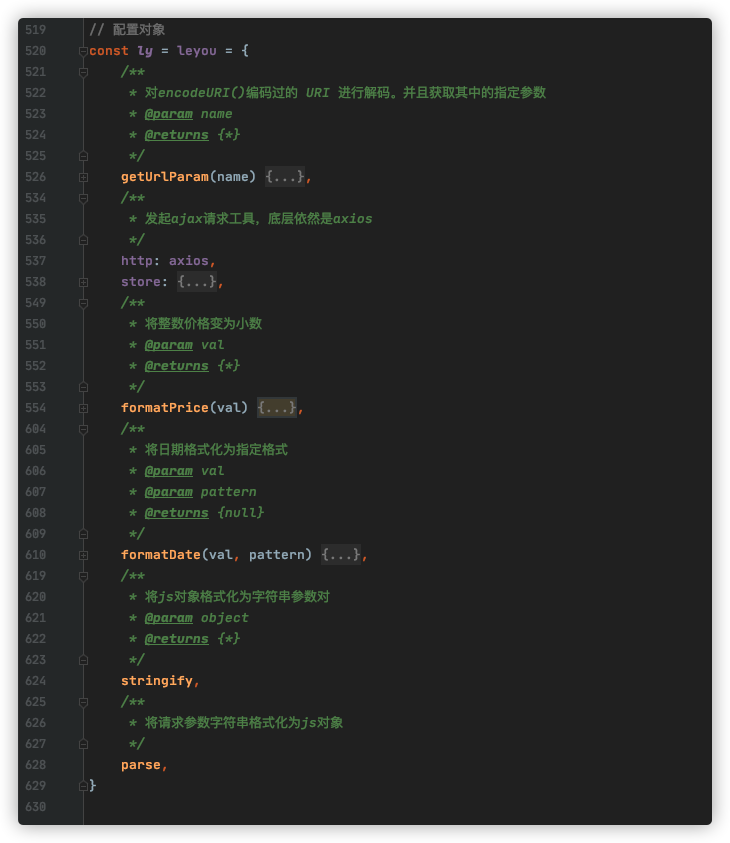 519 // 配置对象
520 const ly = leyou = {
521 /**
522 * 对encodeURI()编码过的 URI 进行解码。并且获取其中的指定参数
523 * @param name
524 * @returns {*}
525 */
526 getUrlParam(name) {...},
534 /**
535 * 发起ajax请求工具，底层依然是axios
536 */
537 http: axios,
538 store: {...},
549 /**
550 * 将整数价格变为小数
551 * @param val
552 * @returns {*}
553 */
554 formatPrice(val) {...},
604 /**
605 * 将日期格式化为指定格式
606 * @param val
607 * @param pattern
608 * @returns {null}
609 */
610 formatDate(val, pattern) {...},
619 /**
620 * 将js对象格式化为字符串参数对
621 * @param object
622 * @returns {*}
623 */
624 stringify,
625 /**
626 * 将请求参数字符串格式化为js对象
627 */
628 parse,
629 }
630